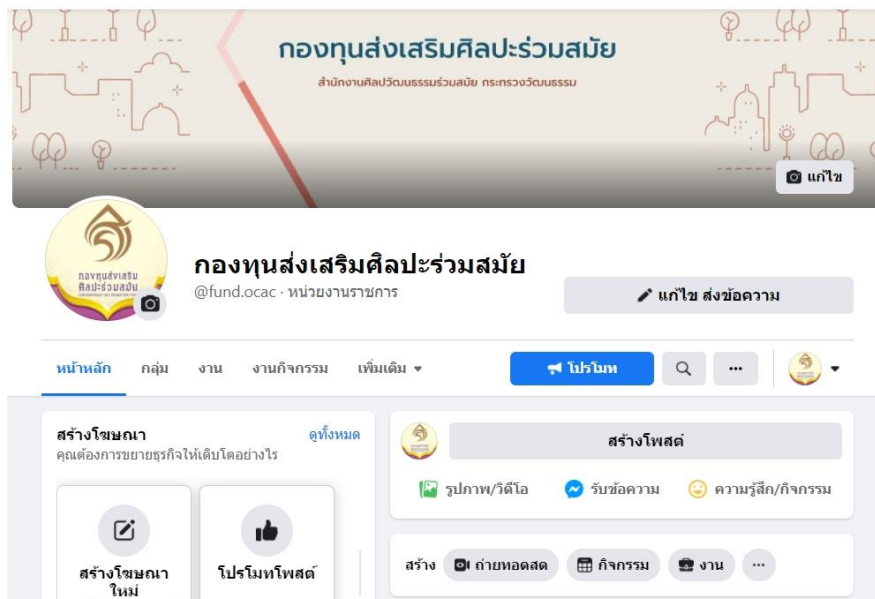 กองทุนส่งเสริมศิลปะร่วมสมัย
สำนักงานศิลปวัฒนธรรมร่วมสมัย กระทรวงวัฒนธรรม
แก้ไข
กองทุนส่งเสริม
ศิลปะร่วมสมัย
กองทุนส่งเสริมศิลปะร่วมสมัย
@fund.ocac · หน่วยงานราชการ
แก้ไข ส่งข้อความ
หน้าหลัก กลุ่ม งาน งานกิจกรรม เพิ่มเติม
โปรโมท
สร้างโฆษณา ดูทั้งหมด
คุณต้องการขยายธุรกิจให้เติบโตอย่างไร
สร้างโฆษณา
ใหม่
โปรโมทโพสต์
สร้างโพสต์
รูปภาพ/วิดีโอ รับข้อความ ความรู้สึก/กิจกรรม
สร้าง ถ่ายทอดสด กิจกรรม งาน ...